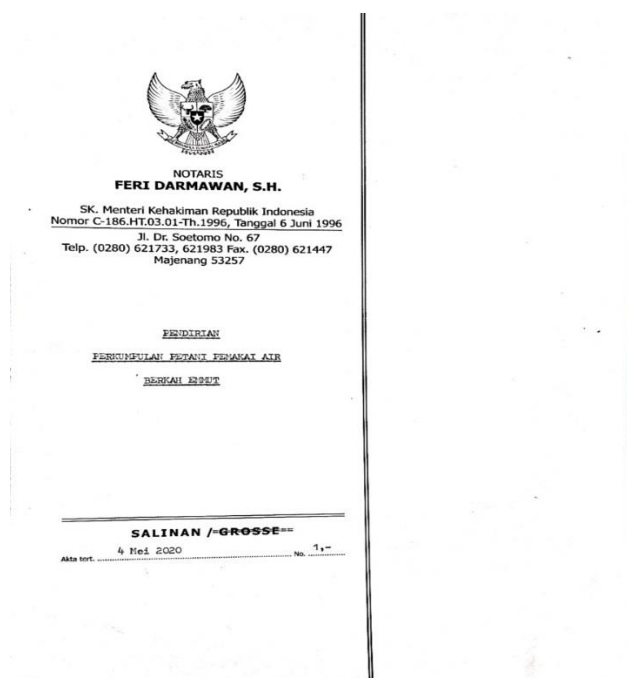 NOTARIS
FERI DARMAWAN, S.H.
SK. Menteri Kehakiman Republik Indonesia
Nomor C-186.HT.03.01-Th.1996, Tanggal 6 Juni 1996
Jl. Dr. Soetomo No. 67
Telp. (0280) 621733, 621983 Fax. (0280) 621447
Majenang 53257
PENDIRIAN
PERKUMPULAN PETANI PEMAKAI AIR
BERKAH EMMUT
SALINAN /=GROSSE==
Akta tert. 4 Mei 2020 No. 1,-